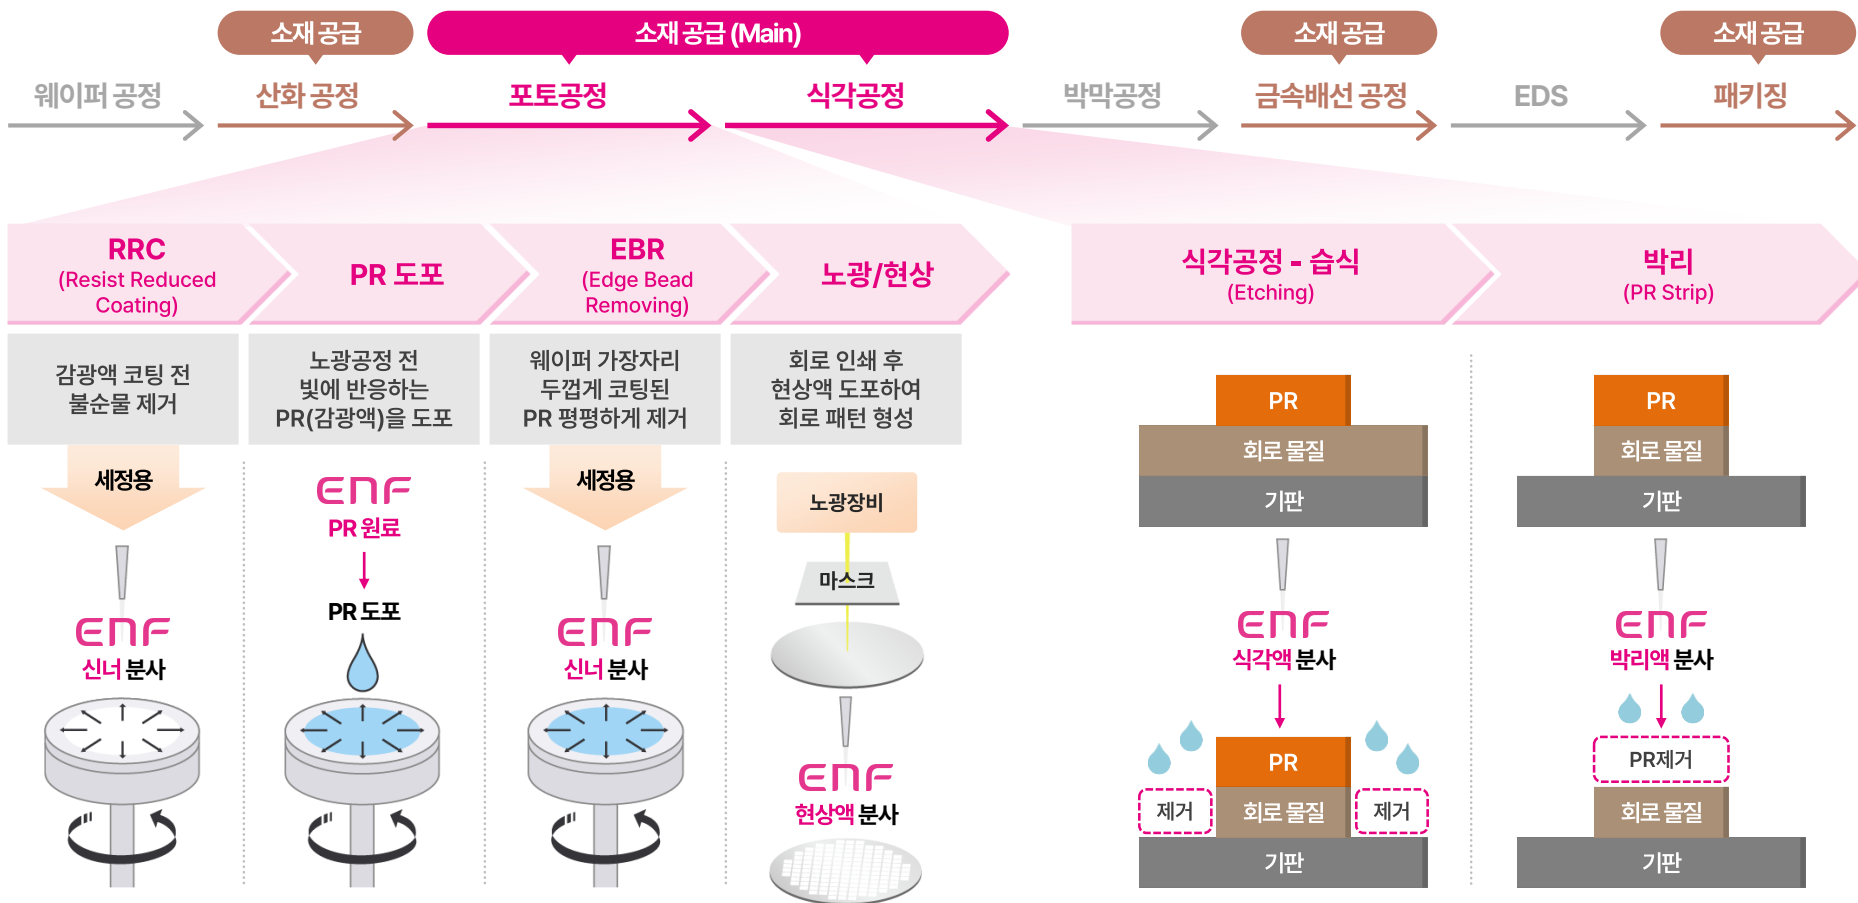 소재 공급
소재 공급 (Main)
소재 공급
소재 공급
웨이퍼 공정
산화 공정
포토공정
식각공정
박막공정
금속배선 공정
EDS
패키징
RRC
(Resist Reduced
Coating)
PR 도포
EBR
(Edge Bead
Removing)
노광/현상
식각공정 - 습식
(Etching)
박리
(PR Strip)
감광액 코팅 전
불순물 제거
노광공정 전
빛에 반응하는
PR(감광액)을 도포
웨이퍼 가장자리
두껍게 코팅된
PR 평평하게 제거
회로 인쇄 후
현상액 도포하여
회로 패턴 형성
세정용
ENF
신너 분사
ENF
PR 원료
PR 도포
세정용
ENF
신너 분사
노광장비
마스크
ENF
현상액 분사
PR
회로 물질
기판
ENF
식각액 분사
PR
제거
회로 물질
제거
기판
PR
회로 물질
기판
ENF
박리액 분사
PR제거
회로 물질
기판